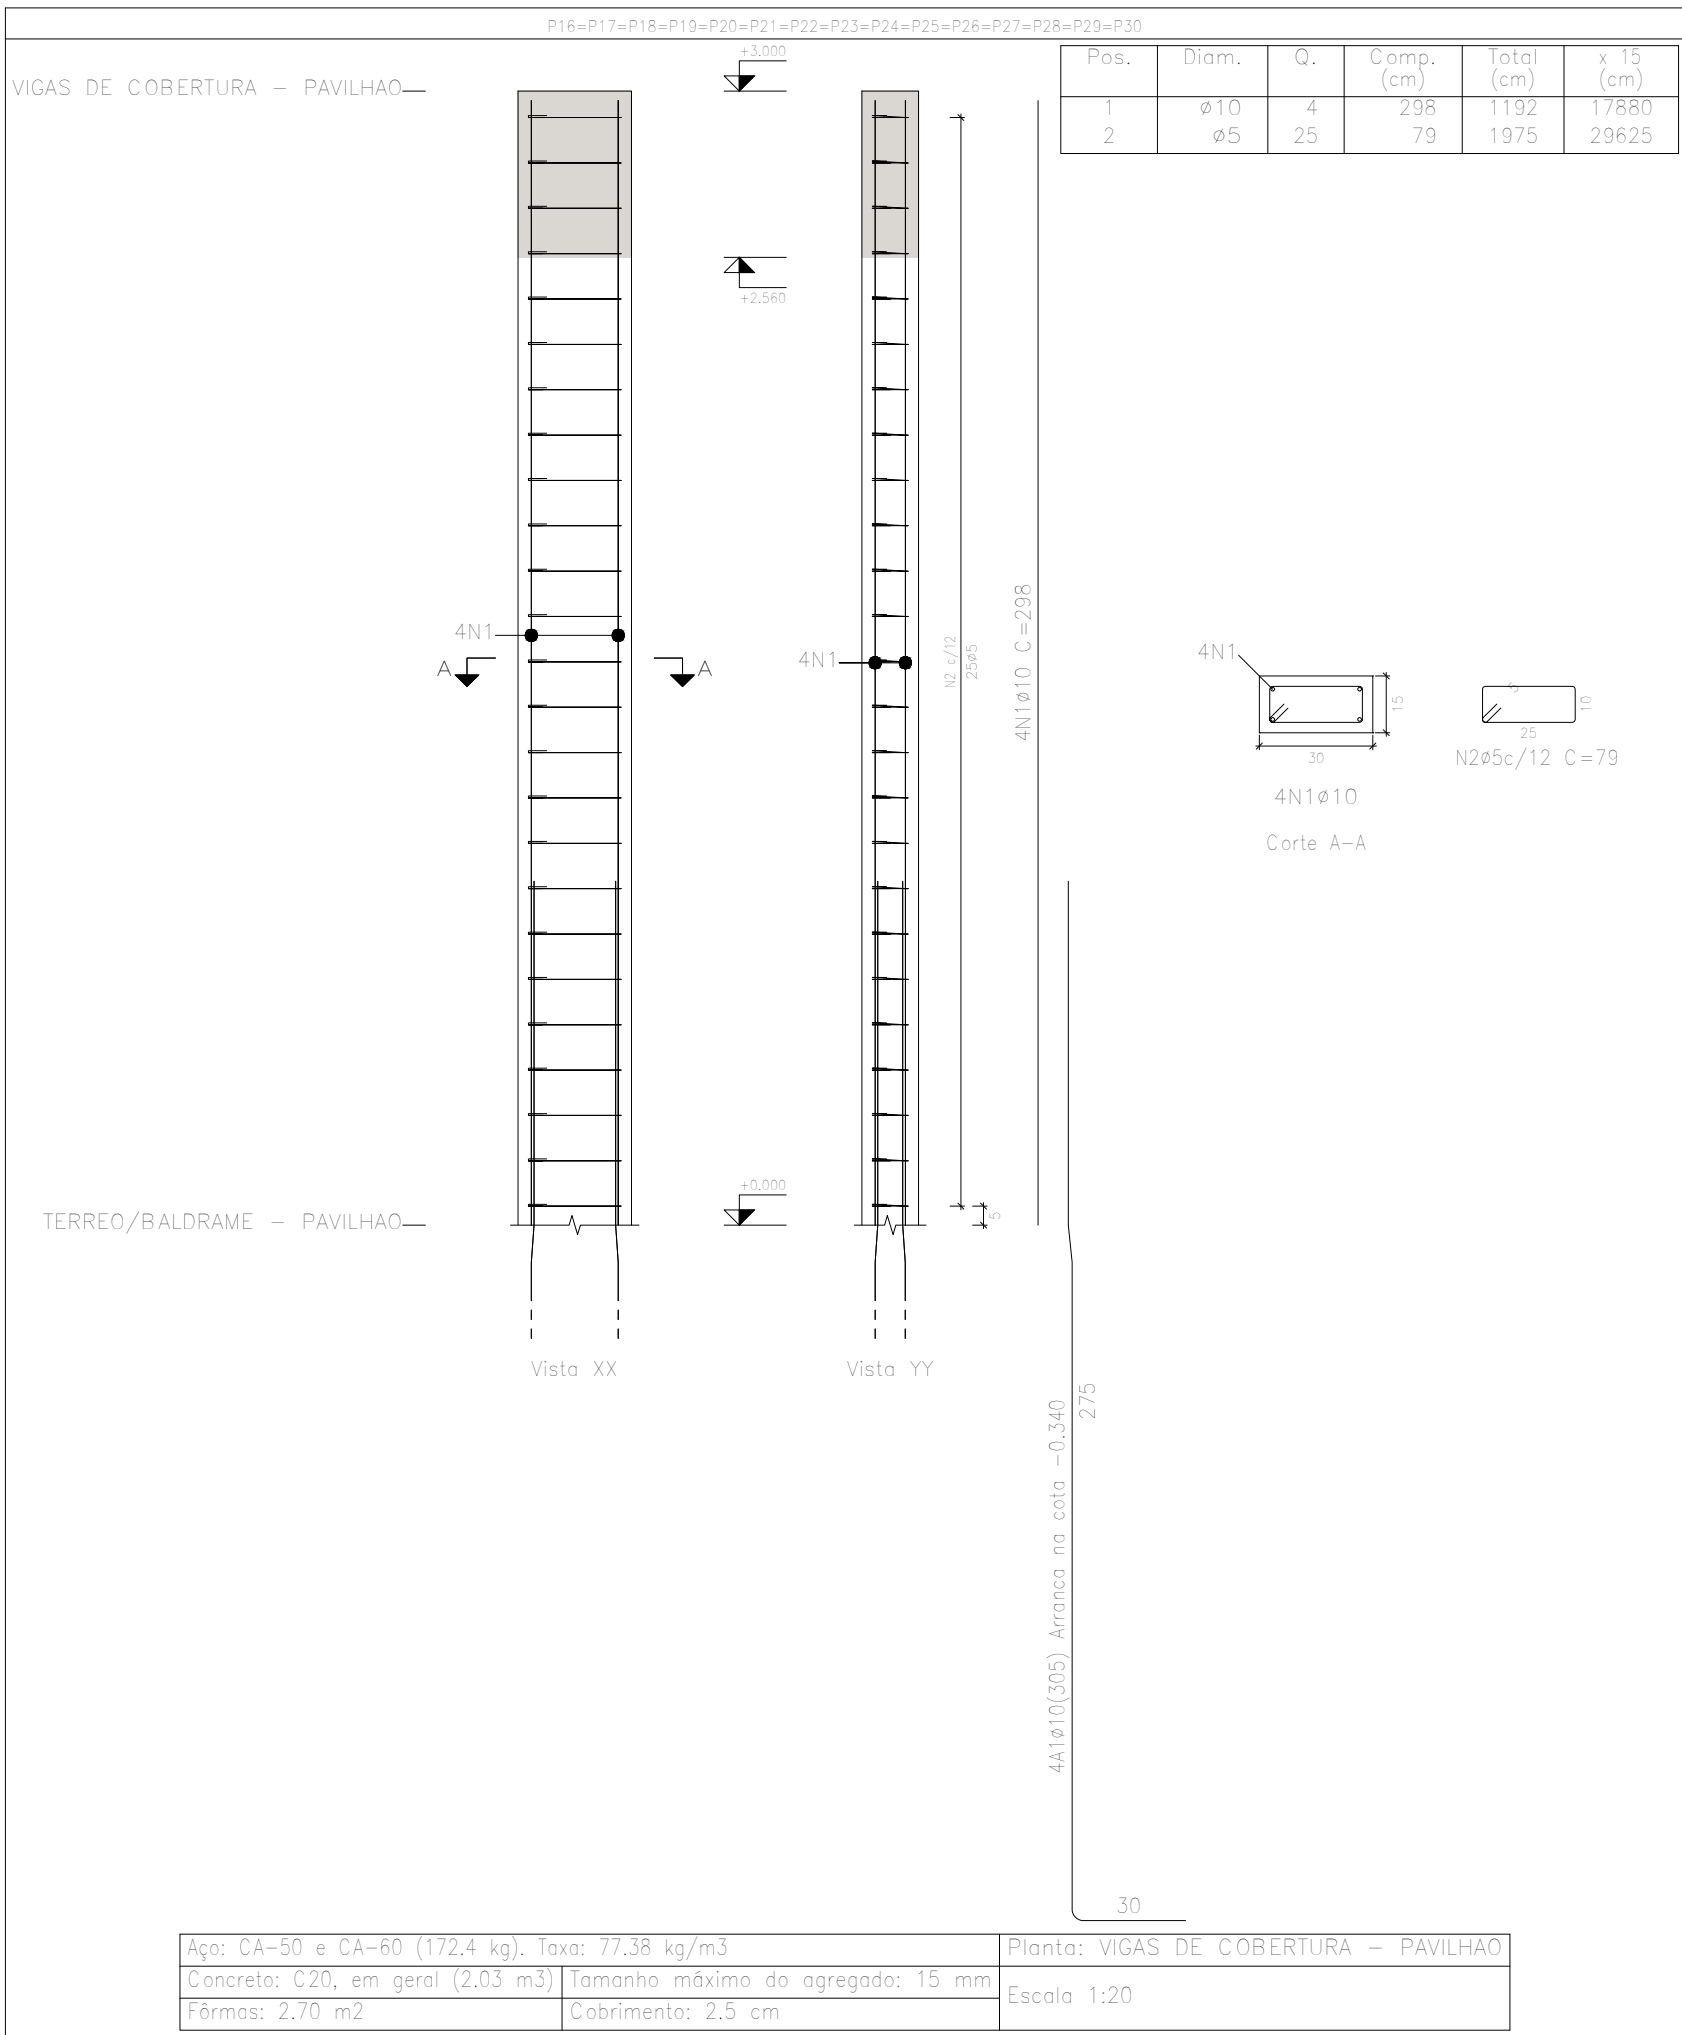 P16=P17=P18=P19=P20=P21=P22=P23=P24=P25=P26=P27=P28=P29=P30
+3.000
VIGAS DE COBERTURA – PAVILHAO
Pos. Diam. Q. Comp. (cm) Total (cm) x 15 (cm)
1 ø10 4 298 1192 17880
2 ø5 25 79 1975 29625
+2.560
4N1
A A
4N1
N2 c/12
25ø5
4N1ø10 C=298
4N1
15
30
4N1ø10
Corte A–A
5
10
25
N2ø5c/12 C=79
+0.000
5
TERREO/BALDRAME – PAVILHAO
Vista XX
Vista YY
275
4A1ø10(305) Arranca na cota –0.340
30
Aço: CA–50 e CA–60 (172.4 kg). Taxa: 77.38 kg/m3
Concreto: C20, em geral (2.03 m3)
Tamanho máximo do agregado: 15 mm
Fôrmas: 2.70 m2
Cobrimento: 2.5 cm
Planta: VIGAS DE COBERTURA – PAVILHAO
Escala 1:20